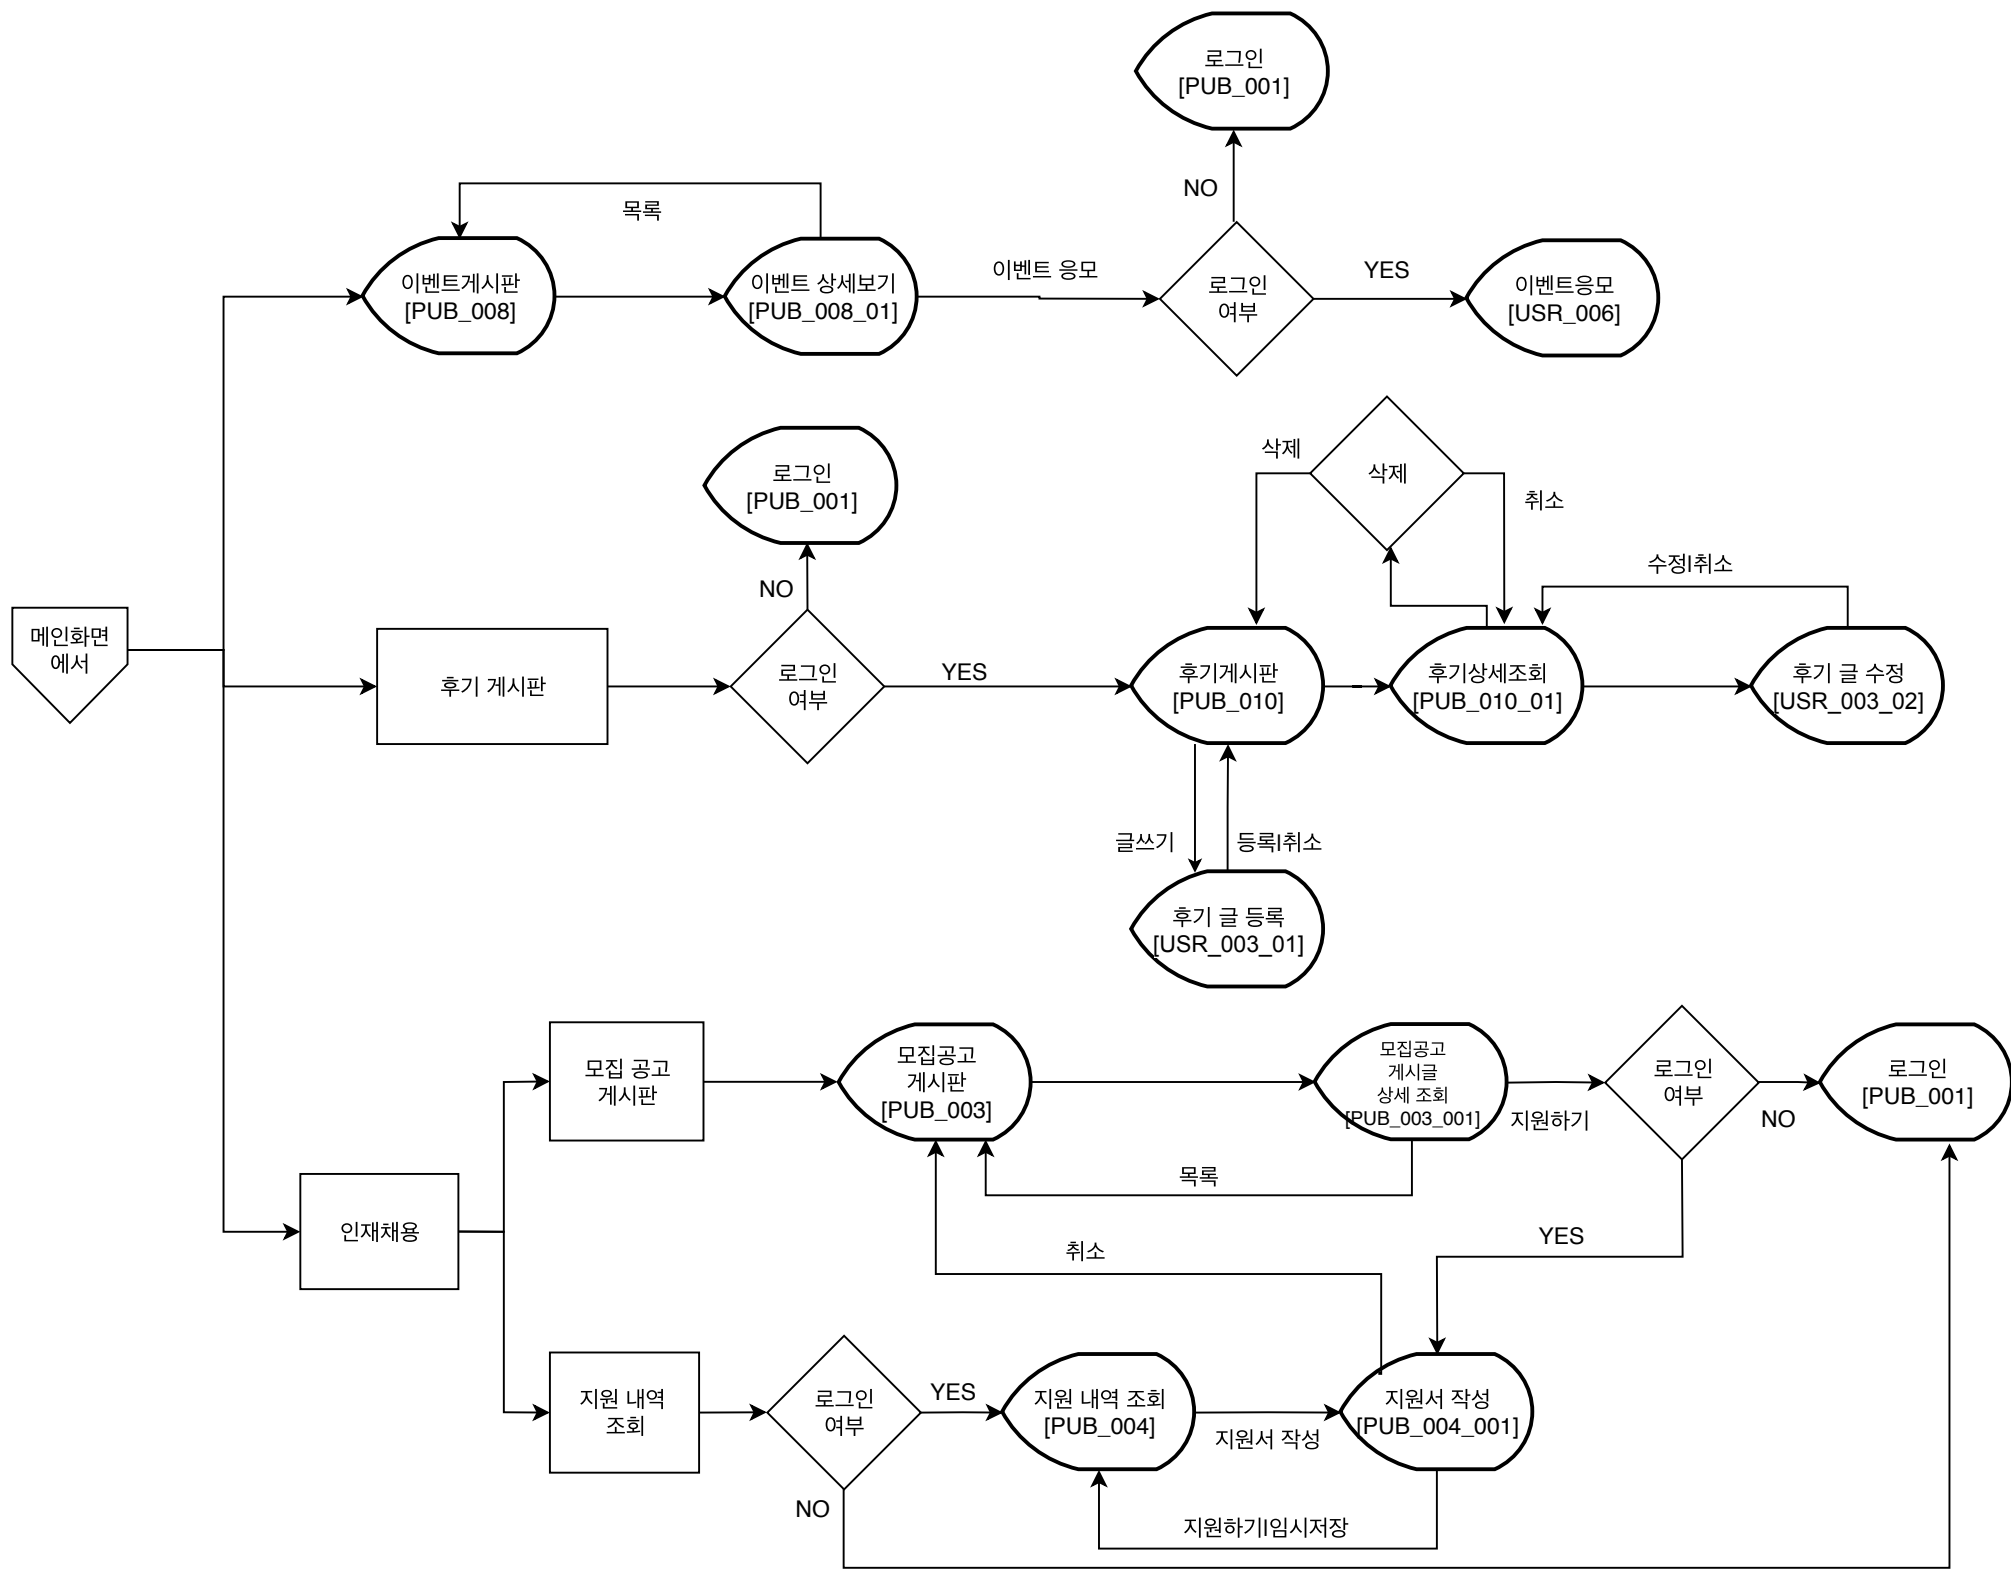 로그인
[PUB_001]
NO
목록
이벤트게시판
[PUB_008]
이벤트 상세보기
[PUB_008_01]
이벤트 응모
로그인
여부
YES
이벤트응모
[USR_006]
로그인
[PUB_001]
NO
삭제
삭제
취소
수정|취소
메인화면
에서
후기 게시판
로그인
여부
YES
후기게시판
[PUB_010]
후기상세조회
[PUB_010_01]
후기 글 수정
[USR_003_02]
글쓰기
등록|취소
후기 글 등록
[USR_003_01]
모집 공고
게시판
모집공고
게시판
[PUB_003]
모집공고
게시글
상세 조회
[PUB_003_001]
지원하기
로그인
여부
NO
로그인
[PUB_001]
목록
인재채용
취소
YES
지원 내역
조회
로그인
여부
YES
지원 내역 조회
[PUB_004]
지원서 작성
지원서 작성
[PUB_004_001]
NO
지원하기|임시저장